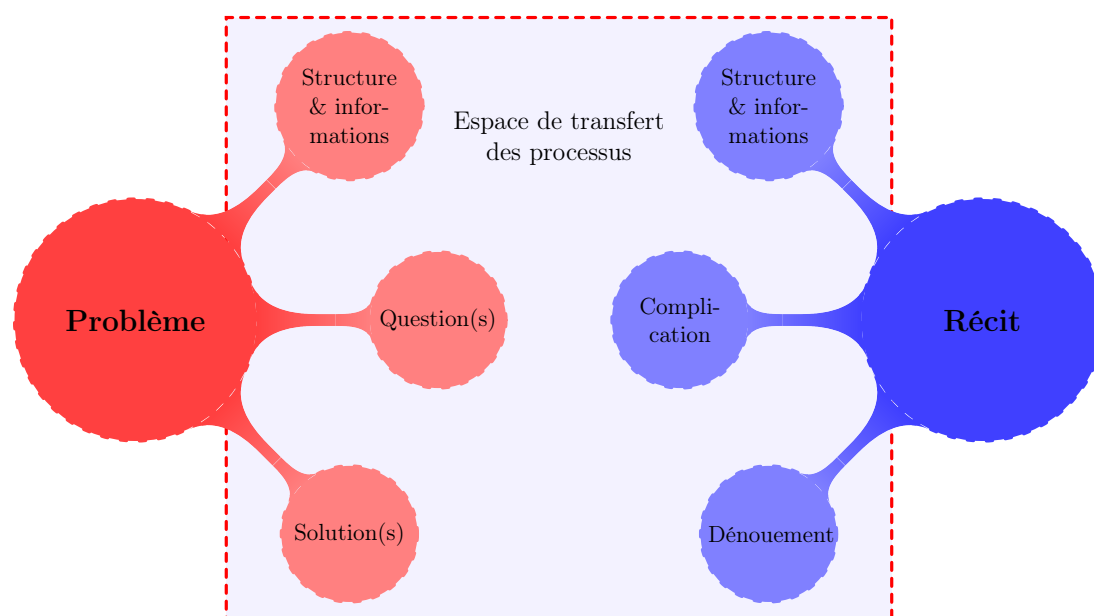 Structure
& infor-
mations
Espace de transfert
des processus
Structure
& infor-
mations
Problème
Question(s)
Compli-
cation
Récit
Solution(s)
Dénouement